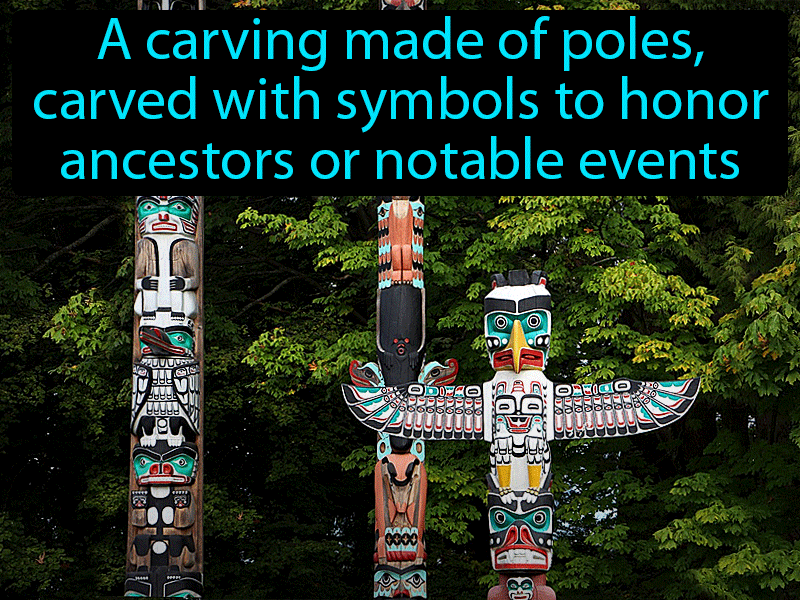 A carving made of poles,
carved with symbols to honor
ancestors or notable events